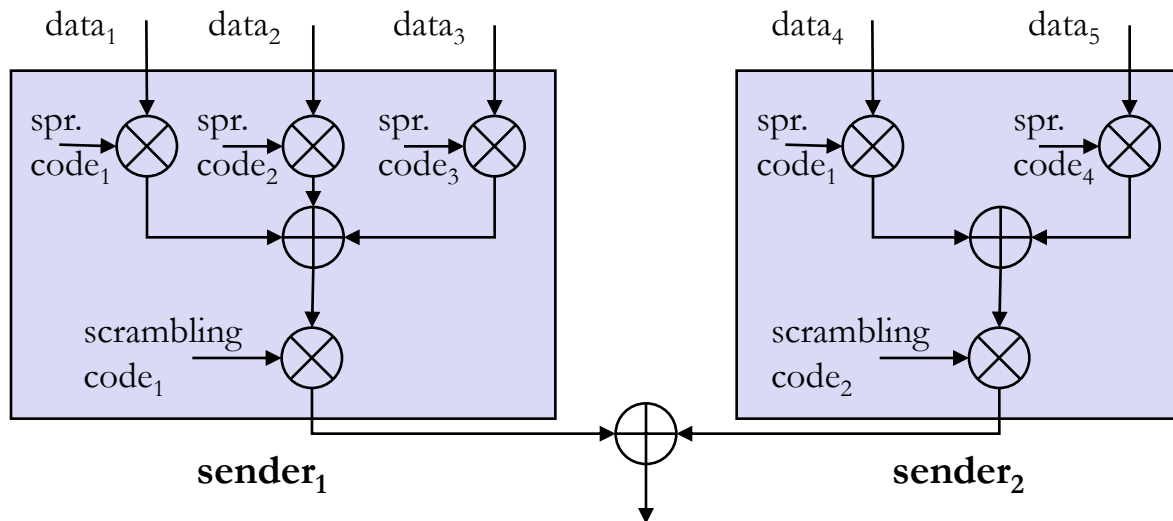 data₁ data₂ data₃ data₄ data₅
spr. code₁
spr. code₂
spr. code₃
spr. code₁
spr. code₄
scrambling code₁
scrambling code₂
sender₁
sender₂